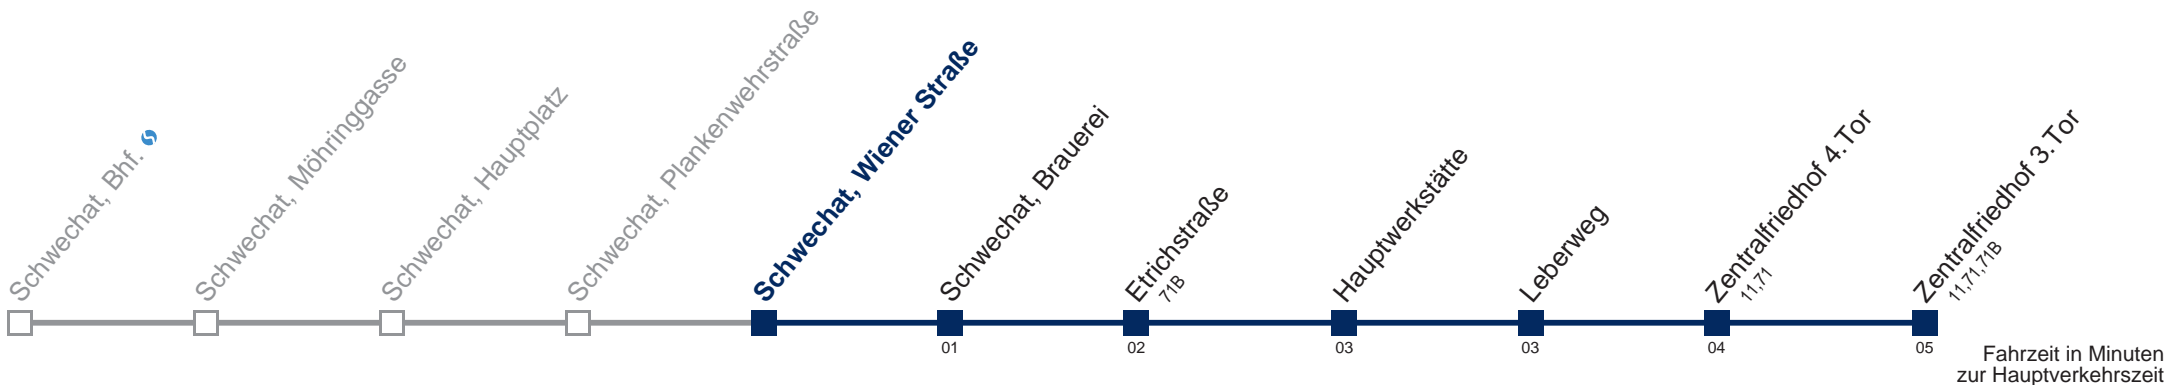 Schwechat, Bhf.
Schwechat, Möhringgasse
Schwechat, Hauptplatz
Schwechat, Plankenwehrstraße
Schwechat, Wiener Straße
Schwechat, Brauerei
01
Etrichstraße
71B
02
Hauptwerkstätte
03
Leberweg
03
Zentralfriedhof 4.Tor
11,71
04
Zentralfriedhof 3.Tor
11,71,71B
05
Fahrzeit in Minuten
zur Hauptverkehrszeit